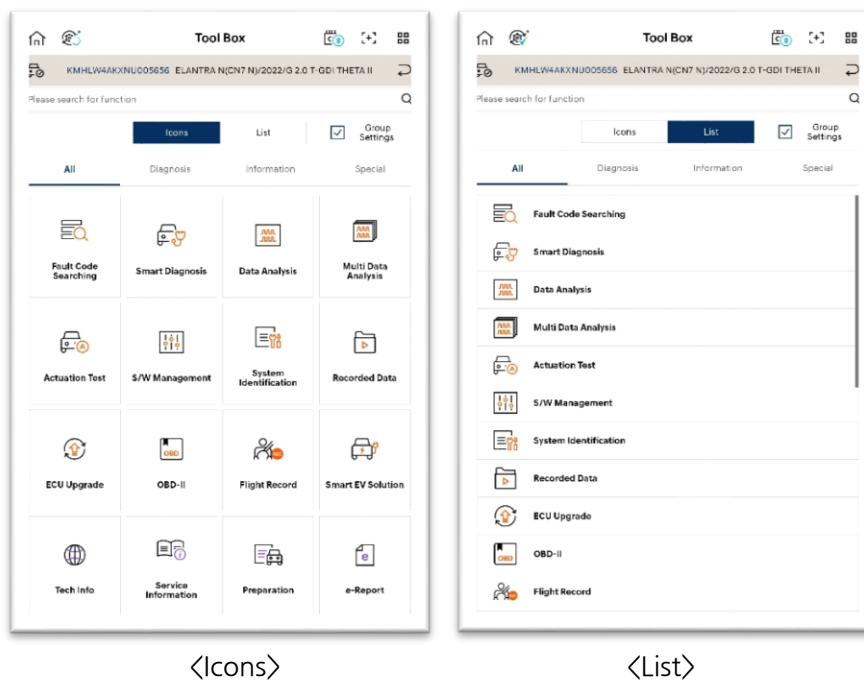 Tool Box
KMHLW4AKXNU005656 ELANTRA N(CN7 N)/2022/G 2.0 T-GDI THETA II
Please search for function
Icons List Group Settings
All Diagnosis Information Special
Fault Code Searching
Smart Diagnosis
Data Analysis
Multi Data Analysis
Actuation Test
S/W Management
System Identification
Recorded Data
ECU Upgrade
OBD
OBD-II
Flight Record
Smart EV Solution
Tech Info
Service Information
Preparation
e-Report
<Icons>
Tool Box
KMHLW4AKXNU005656 ELANTRA N(CN7 N)/2022/G 2.0 T-GDI THETA II
Please search for function
Icons List Group Settings
All Diagnosis Information Special
Fault Code Searching
Smart Diagnosis
Data Analysis
Multi Data Analysis
Actuation Test
S/W Management
System Identification
Recorded Data
ECU Upgrade
OBD
OBD-II
Flight Record
<List>